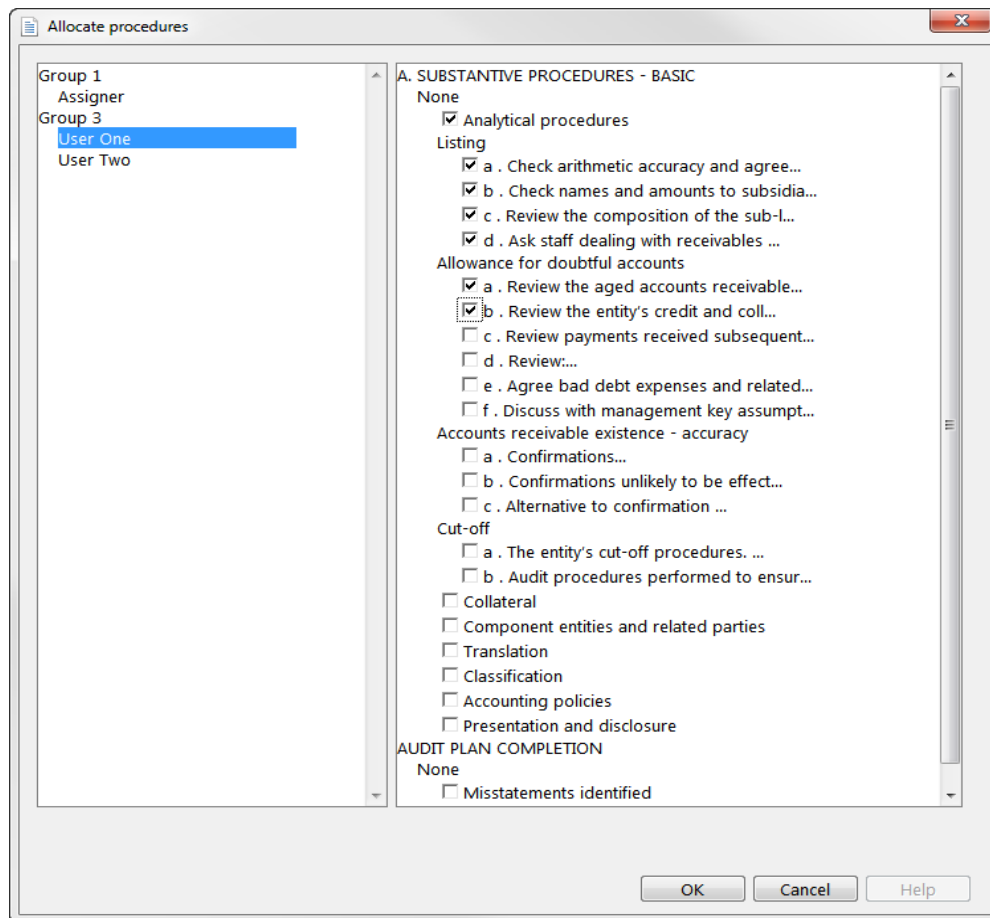 Allocate procedures
Group 1
Assigner
Group 3
User One
User Two
A. SUBSTANTIVE PROCEDURES - BASIC
None
Analytical procedures
Listing
a . Check arithmetic accuracy and agree...
b . Check names and amounts to subsidia...
c . Review the composition of the sub-l...
d . Ask staff dealing with receivables ...
Allowance for doubtful accounts
a . Review the aged accounts receivable...
b . Review the entity's credit and coll...
c . Review payments received subsequent...
d . Review:...
e . Agree bad debt expenses and related...
f . Discuss with management key assumpt...
Accounts receivable existence - accuracy
a . Confirmations...
b . Confirmations unlikely to be effect...
c . Alternative to confirmation ...
Cut-off
a . The entity's cut-off procedures. ...
b . Audit procedures performed to ensur...
Collateral
Component entities and related parties
Translation
Classification
Accounting policies
Presentation and disclosure
AUDIT PLAN COMPLETION
None
Misstatements identified
OK
Cancel
Help